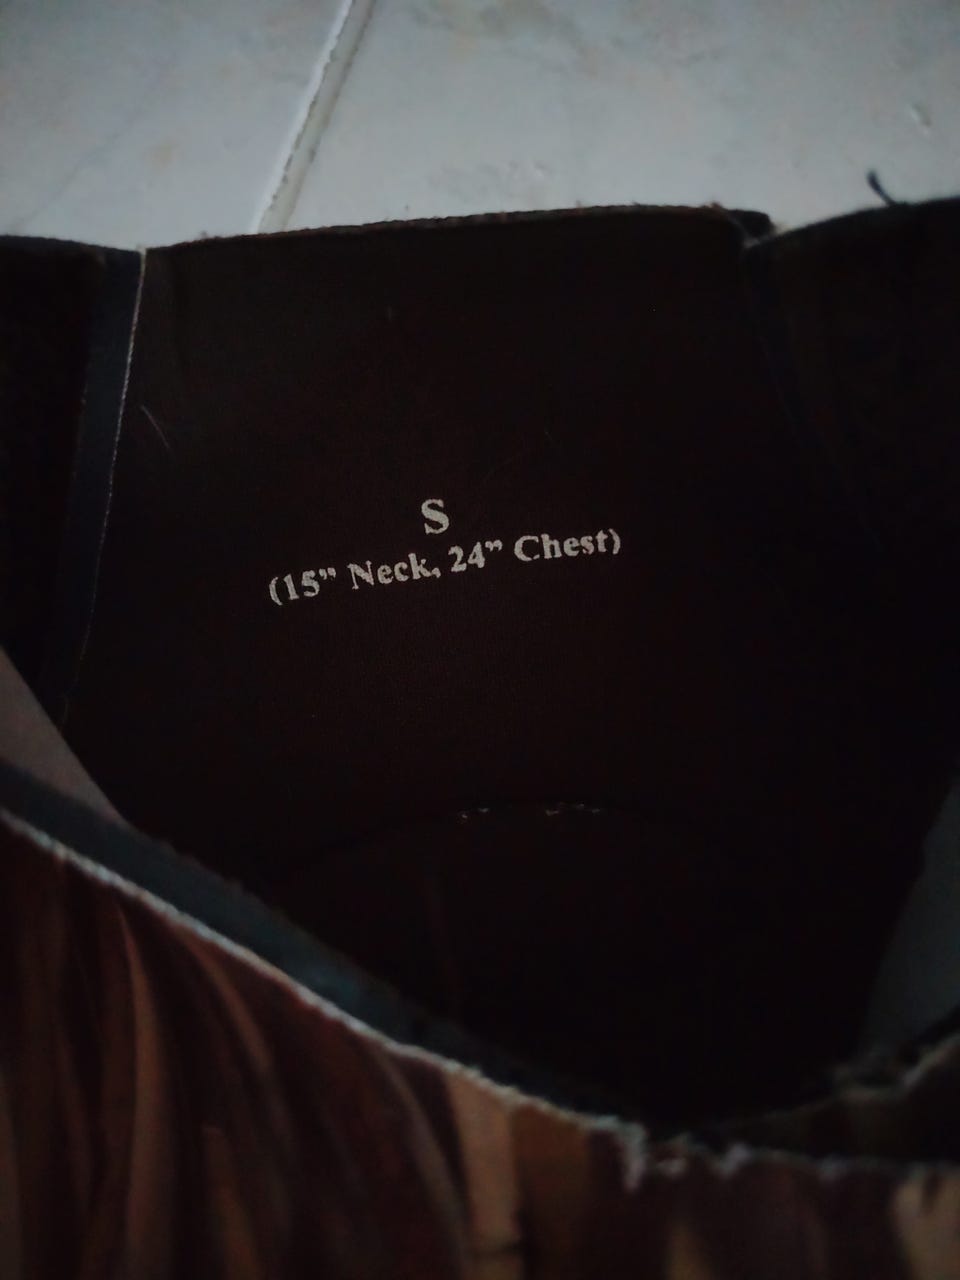 S
(15” Neck, 24” Chest)